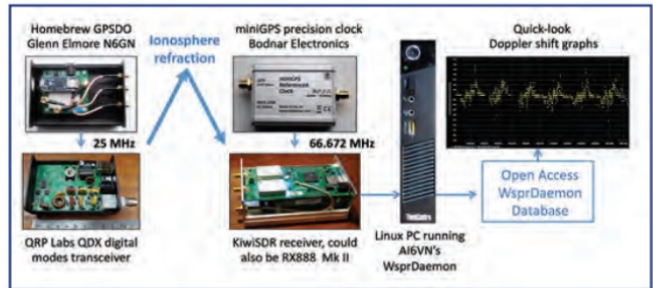 Homebrew GPSDO
Glenn Elmore N6GN
Ionosphere
refraction
miniGPS precision clock
Bodnar Electronics
Quick-look
Doppler shift graphs
25 MHz
66.672 MHz
QRP Labs QDX digital
modes transceiver
KiwiSDR receiver, could
also be RX888 Mk II
Linux PC running
AI6VN's
WsprDaemon
Open Access
WsprDaemon
Database